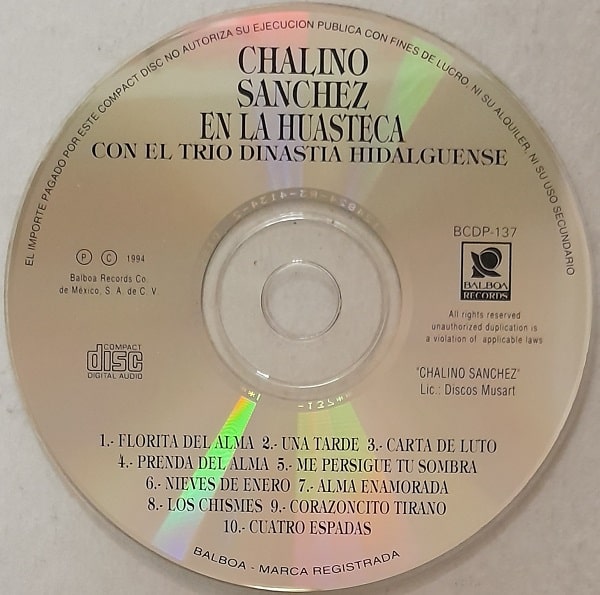 EL IMPORTE PAGADO POR ESTE COMPACT DISC NO AUTORIZA SU EJECUCION PUBLICA CON FINES DE LUCRO, NI SU ALQUILER, NI SU USO SECUNDARIO
CHALINO
SANCHEZ
EN LA HUASTECA
CON EL TRIO DINASTIA HIDALGUENSE
Ⓟ © 1994
Balboa Records Co.
de México, S. A. de C. V.
BCDP-137
BALBOA
RECORDS
All rights reserved
unauthorized duplication is
a violation of applicable laws
COMPACT
disc
DIGITAL AUDIO
"CHALINO SANCHEZ"
Lic.: Discos Musart
1.- FLORITA DEL ALMA 2.- UNA TARDE 3.- CARTA DE LUTO
4.- PRENDA DEL ALMA 5.- ME PERSIGUE TU SOMBRA
6.- NIEVES DE ENERO 7.- ALMA ENAMORADA
8.- LOS CHISMES 9.- CORAZONCITO TIRANO
10.- CUATRO ESPADAS
BALBOA - MARCA REGISTRADA